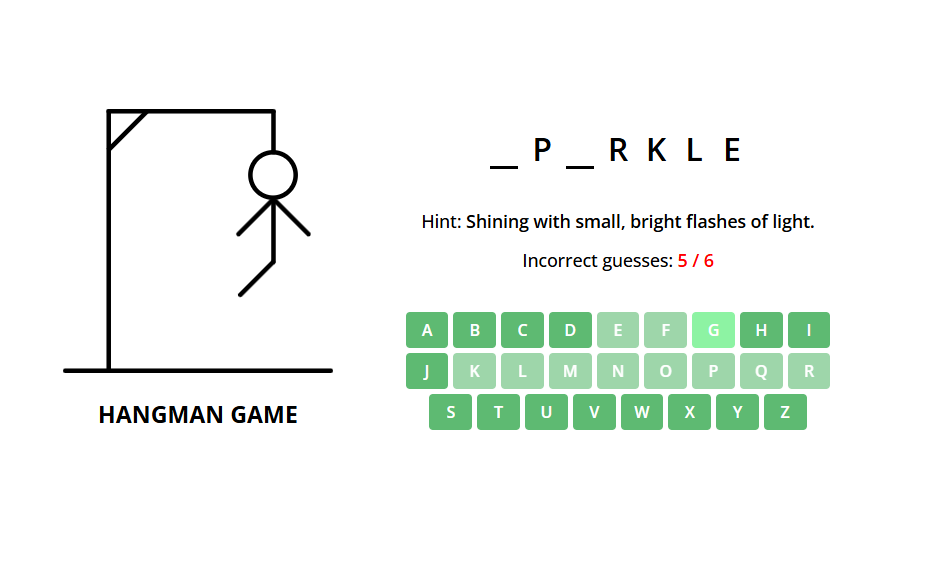 _ P _ R K L E
Hint: Shining with small, bright flashes of light.
Incorrect guesses: 5 / 6
A B C D E F G H I
J K L M N O P Q R
S T U V W X Y Z
HANGMAN GAME